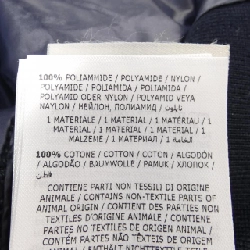 100% POLIAMMIDE / POLYAMIDE / NYLON /
POLYAMIDE / POLIAMIDA / POLIAMIDA /
POLYAMID ODER NYLON / POLYAMID VEYA
NAYLON / НЕЙЛОН, ПОЛИАМИД /
1 MATERIALE / 1 MATERIAL / 1 MATÉRIAU / 1
MATERIAL / 1 MATERIAL / 1 MATERIAL / 1
MALZEME / 1 МАТЕРИАЛ /
100% COTONE / COTTON / COTON / ALGODÓN
/ ALGODÃO / BAUMWOLLE / PAMUK / ХЛОПОК /
CONTIENE PARTI NON TESSILI DI ORIGINE
ANIMALE / CONTAINS NON-TEXTILE PARTS OF
ANIMAL ORIGIN / CONTIENT DES PARTIES NON
TEXTILES D'ORIGINE ANIMALE / CONTIENE
PARTES NO TEXTILES DE ORIGEN ANIMAL /
CONTÉM PARTES NÃO TÊXTEIS DE ORIGEM
ANIMAL /